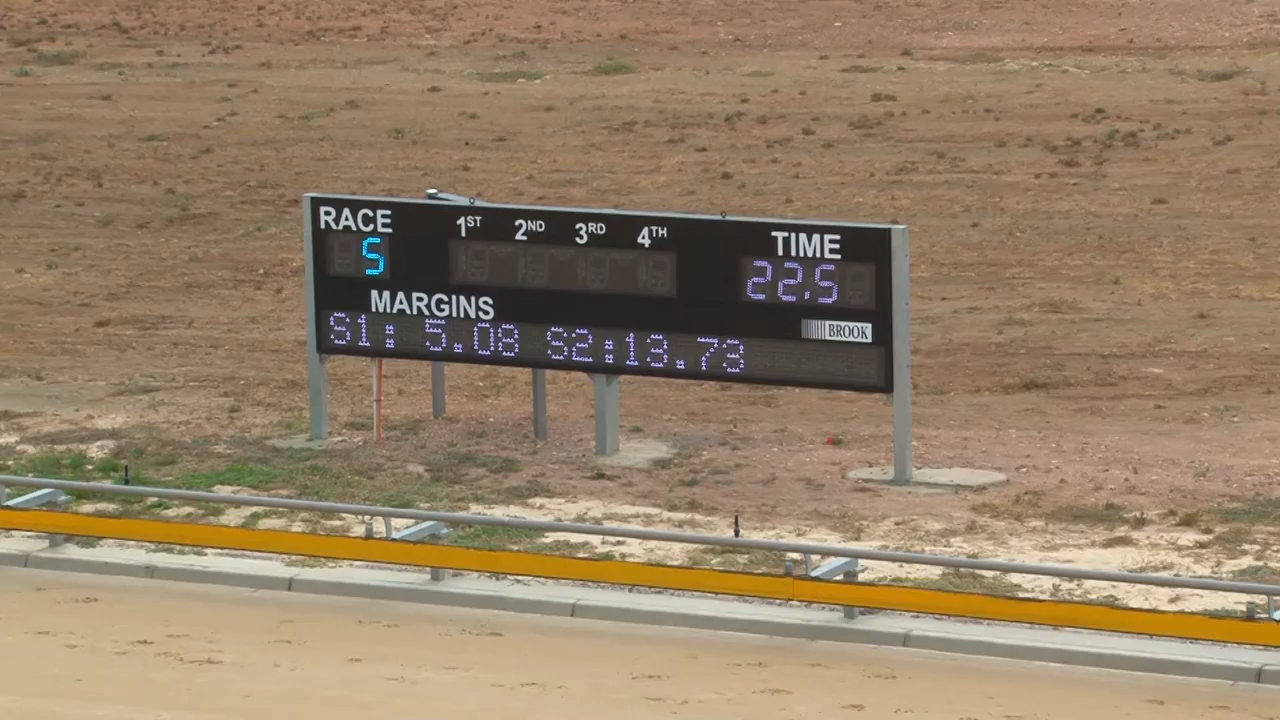 RACE 1ST 2ND 3RD 4TH TIME
5 22.5
MARGINS BROOK
S1: 5.08 S2:13.73